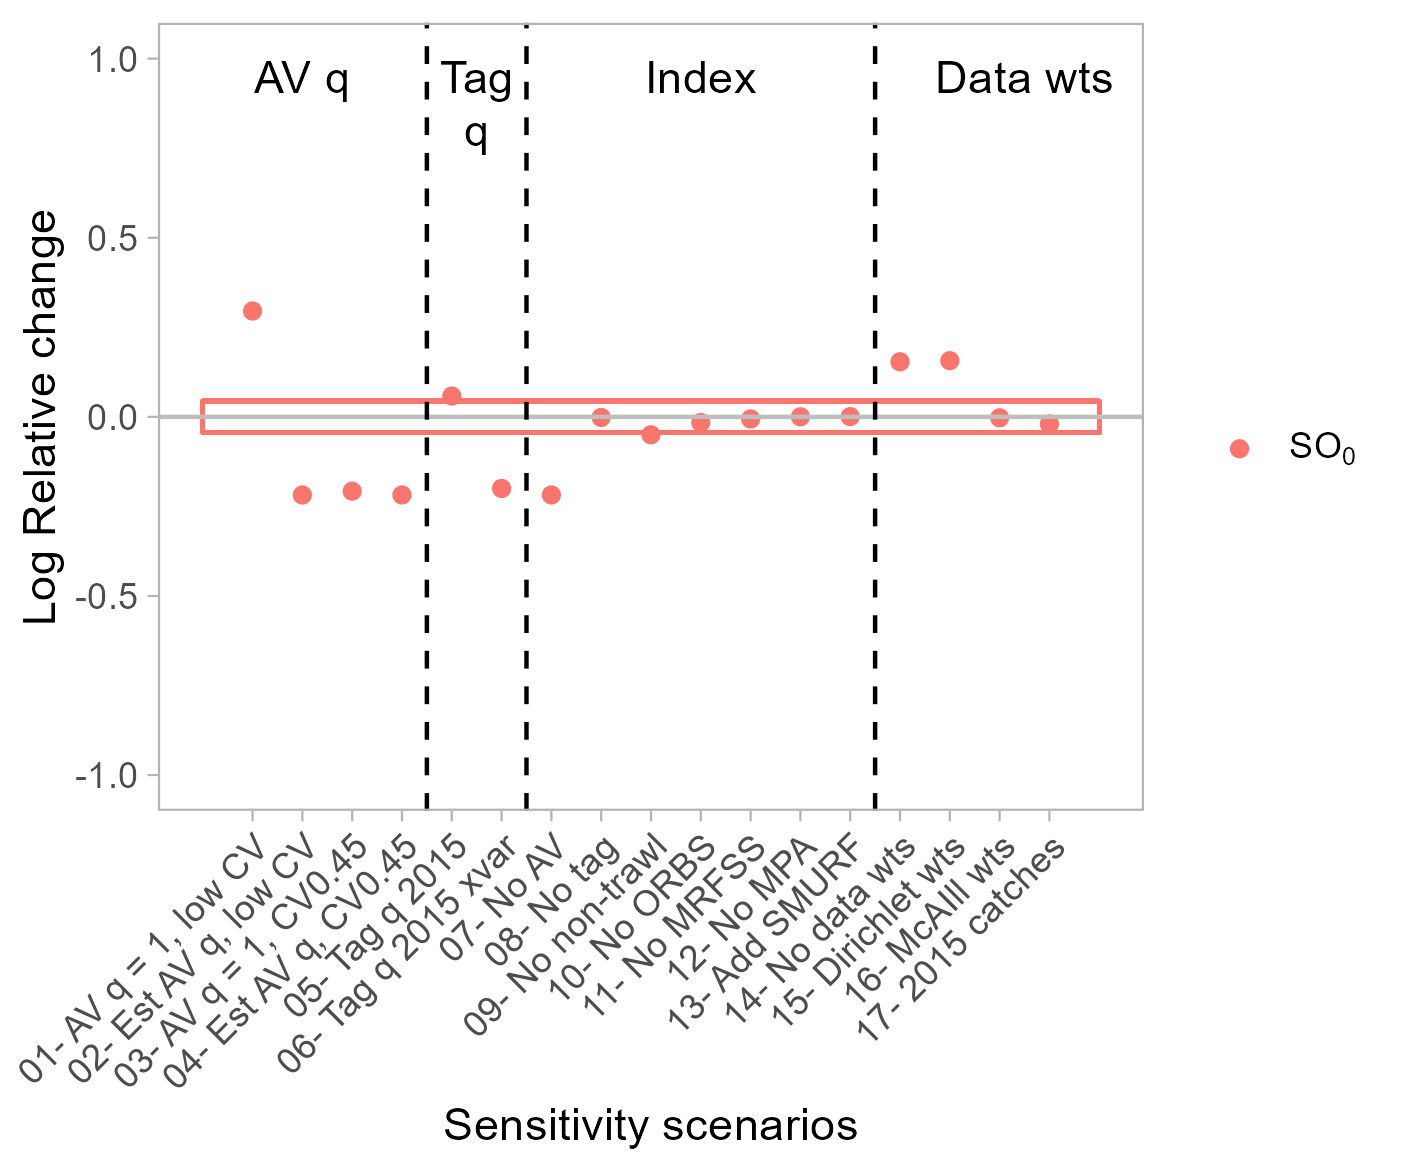 AV q
Tag
q
Index
Data wts
1.0
0.5
0.0
-0.5
-1.0
Log Relative change
SO₀
01- AV q = 1, low CV
02- Est AV q, low CV
03- AV q = 1, CV0.45
04- Est AV q, CV0.45
05- Tag q 2015
06- Tag q 2015 xvar
07- No AV
08- No tag
09- No non-trawl
10- No ORBS
11- No MRFSS
12- No MPA
13- Add SMURF
14- No data wts
15- Dirichlet wts
16- McAlll wts
17- 2015 catches
Sensitivity scenarios